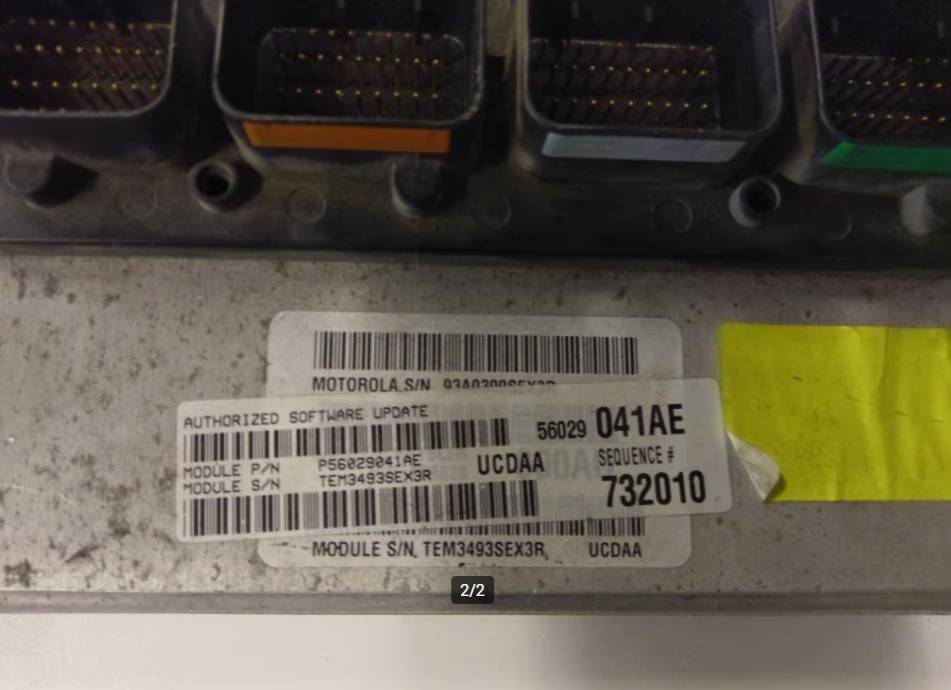 MOTOROLA S/N
AUTHORIZED SOFTWARE UPDATE
56029 041AE
MODULE P/N P56029041AE
UCDAA
SEQUENCE #
MODULE S/N TEM3493SEX3R
732010
MODULE S/N TEM3493SEX3R UCDAA
2/2